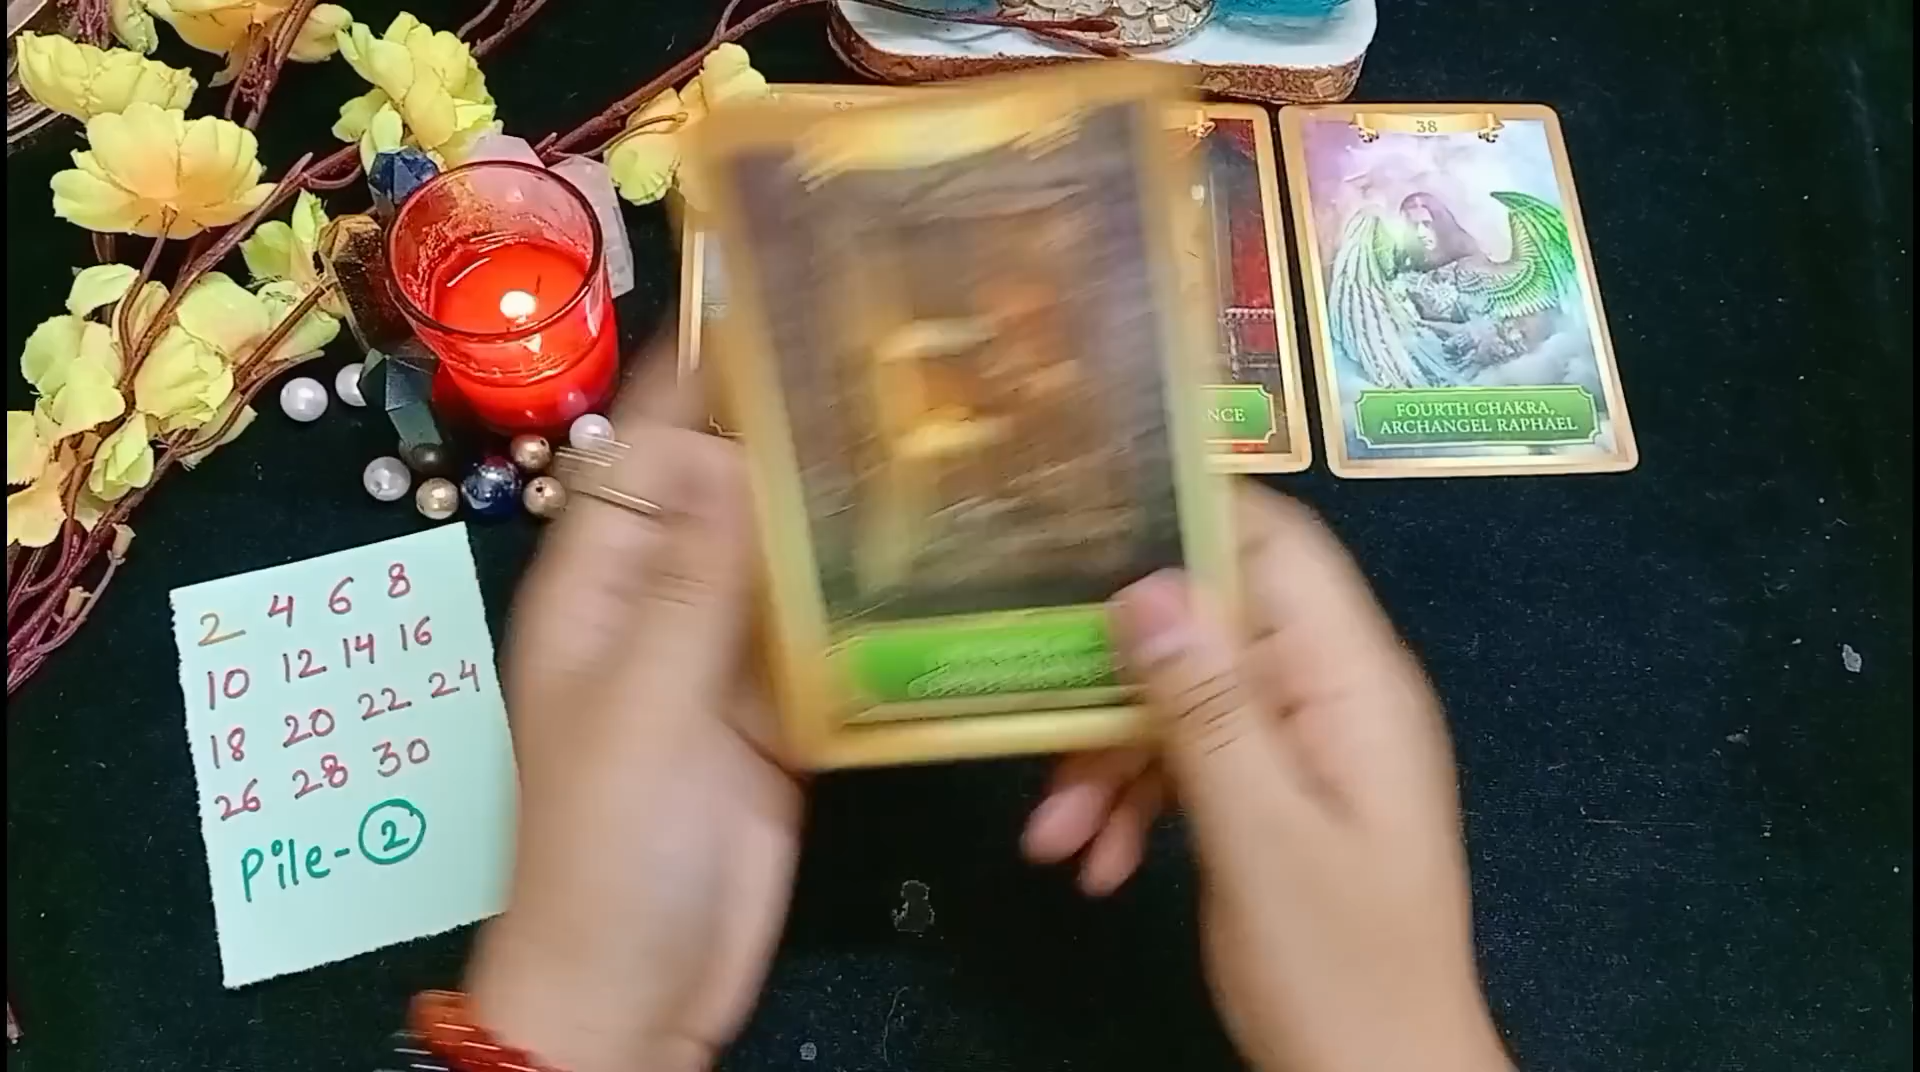 38
NCE
FOURTH CHAKRA,
ARCHANGEL RAPHAEL
2 4 6 8
10 12 14 16
18 20 22 24
26 28 30
Pile-2